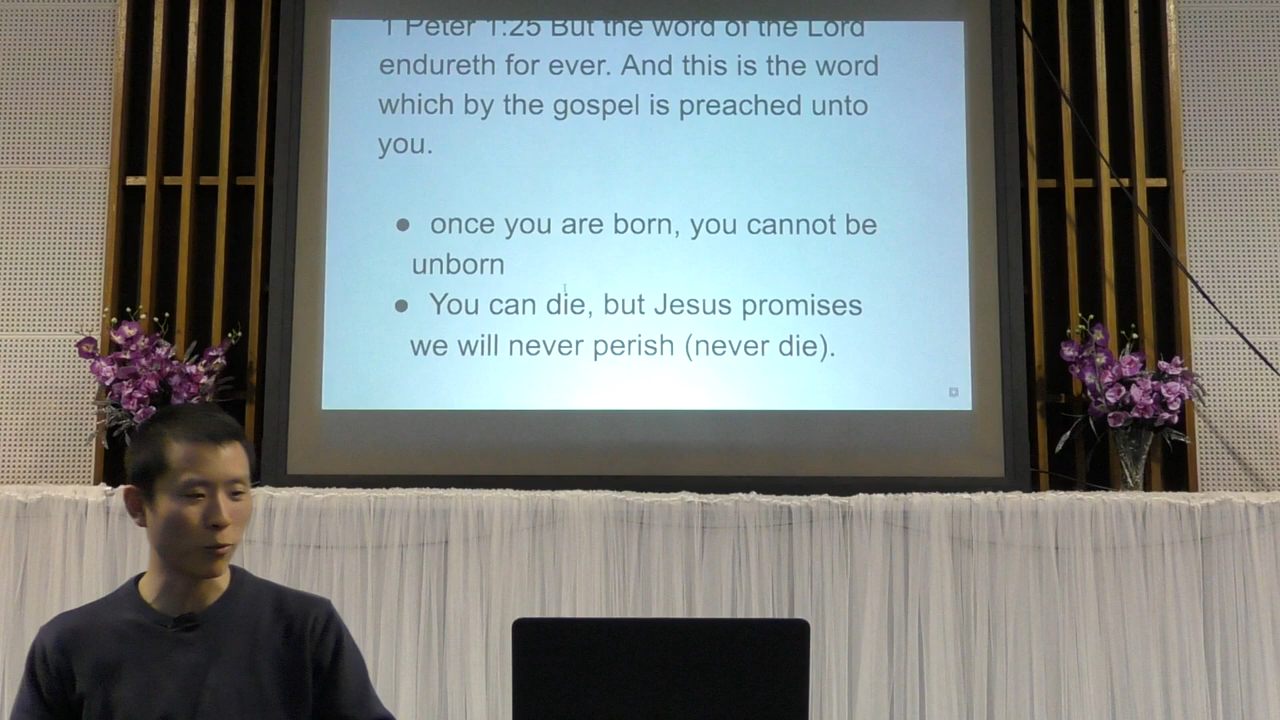 1 Peter 1:25 But the word of the Lord
endureth for ever. And this is the word
which by the gospel is preached unto
you.
● once you are born, you cannot be
unborn
● You can die, but Jesus promises
we will never perish (never die).